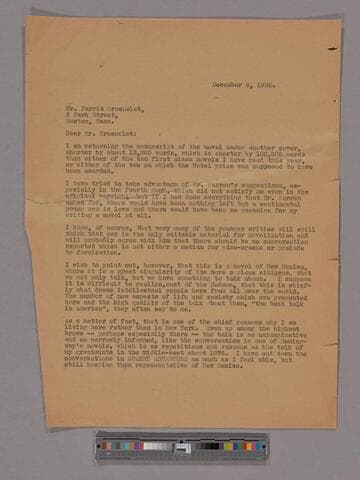 December 6, 1930.
Mr. Ferris Greenslet,
2 Park Street,
Boston, Mass.
Dear Mr. Greenslet:
I am returning the manuscript of the novel under another cover,
shorter by about 12,000 words, which is shorter by 100,000 words
than either of the two first class novels I have read this year,
or either of the two on which the Nobel prize was supposed to have
been awarded.
I have tried to take advantage of Mr. Warren's suggestions, es-
pecially in the Fourth Book, which did not satisfy me even in the
original version, but if I had done everything that Mr. Warren
asked for, there would have been nothing left but a sentimental
young man in love and there would have been no occasion for my
writing a novel at all.
I know, of course, that very many of the younger critics will still
think that sex is the only suitable material for novelization and
will probably agree with him that there should be no conversation
reported which is not either a medium for wise-cracks or prelude
to fornication.
I wish to point out, however, that this is a novel of New Mexico,
where it is a great singularity of the more serious citizens, that
we not only talk, but we have something to talk about. I suppose
it is difficult to realize, east of the Hudson, that this is chief-
ly what draws intellectual people here from all over the world.
The number of new aspects of life and society which are presented
here and the high quality of the talk about them, "the best talk
in America", they often say to me.
As a matter of fact, that is one of the chief reasons why I am
living here rather than in New York. Even up among the highest
brows -- perhaps especially there -- the talk is so unimaginative
and so narrowly informed, like the conversation in one of Heming-
way's novels, which is as repetitious and raucous as the talk of
my grandaunts in the Middle-west about 1875. I have cut down the
conversations in STREET ADVENTURE as much as I feel able, but
still keeping them representative of New Mexico.